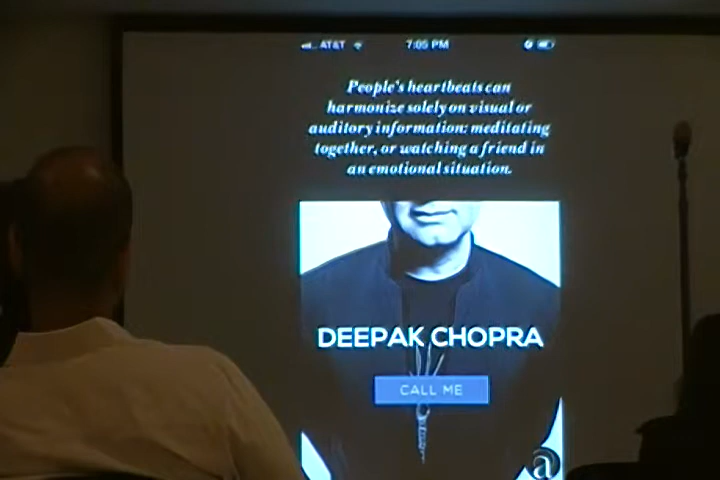 AT&T 7:05 PM
People's heartbeats can
harmonize solely on visual or
auditory information: meditating
together, or watching a friend in
an emotional situation.
DEEPAK CHOPRA
CALL ME
a